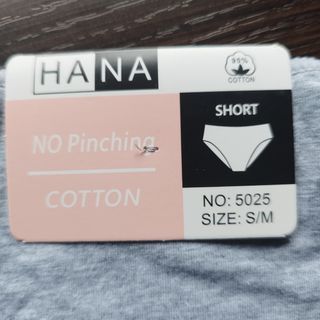 HANA
95%
COTTON
NO Pinching
COTTON
SHORT
NO: 5025
SIZE: S/M